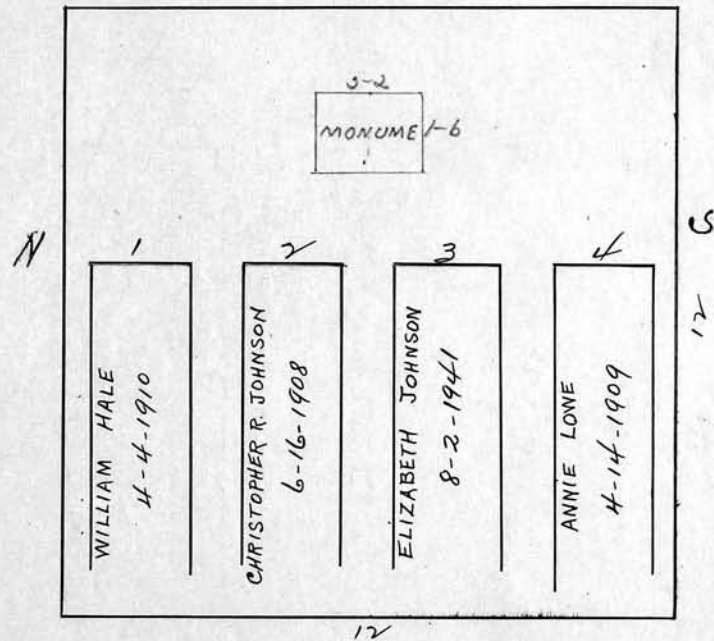 3-2
MONUME 1-6
N
S
1
2
3
4
12
WILLIAM HALE
4-4-1910
CHRISTOPHER R. JOHNSON
6-16-1908
ELIZABETH JOHNSON
8-2-1941
ANNIE LOWE
4-14-1909
12